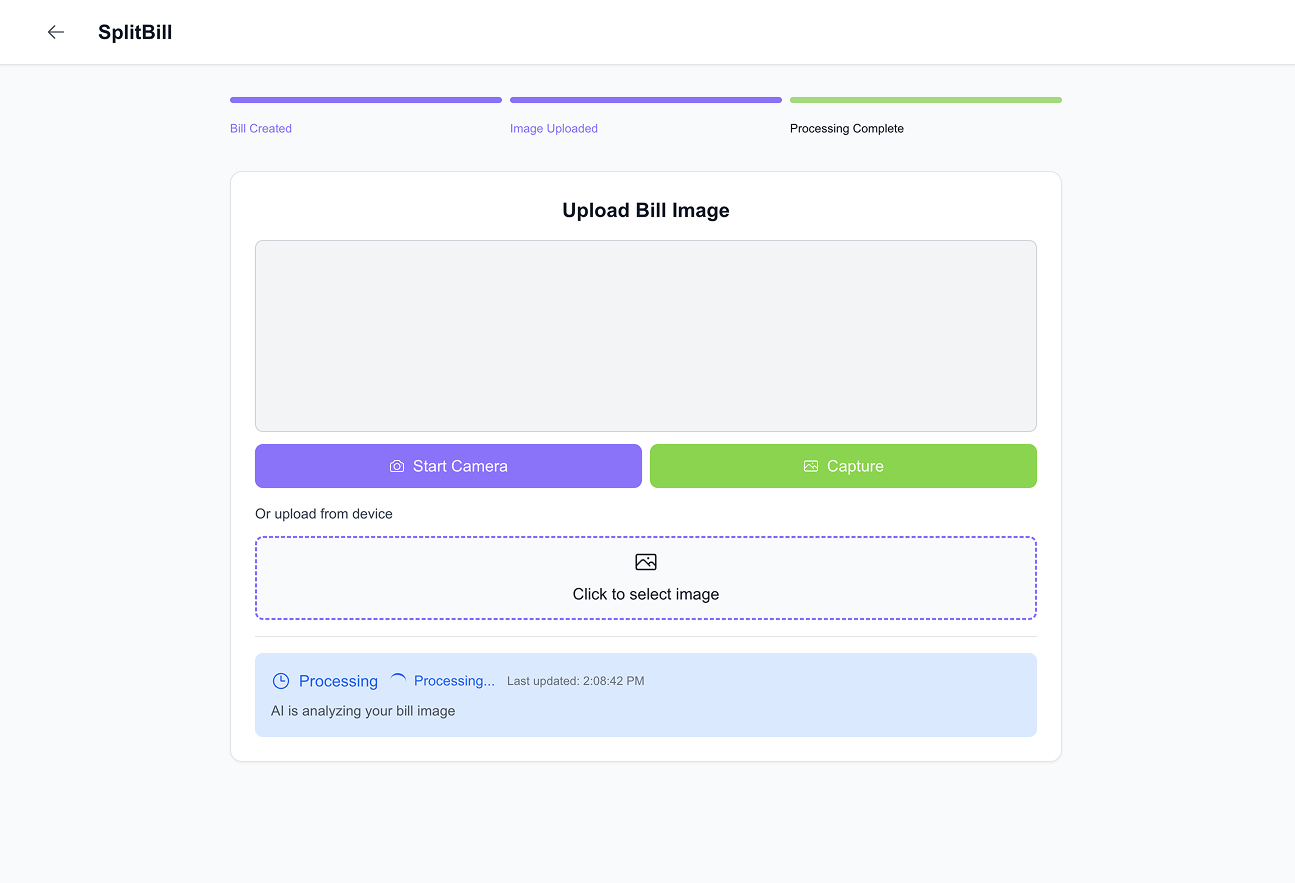 SplitBill
Bill Created
Image Uploaded
Processing Complete
Upload Bill Image
Start Camera
Capture
Or upload from device
Click to select image
Processing Processing... Last updated: 2:08:42 PM
AI is analyzing your bill image